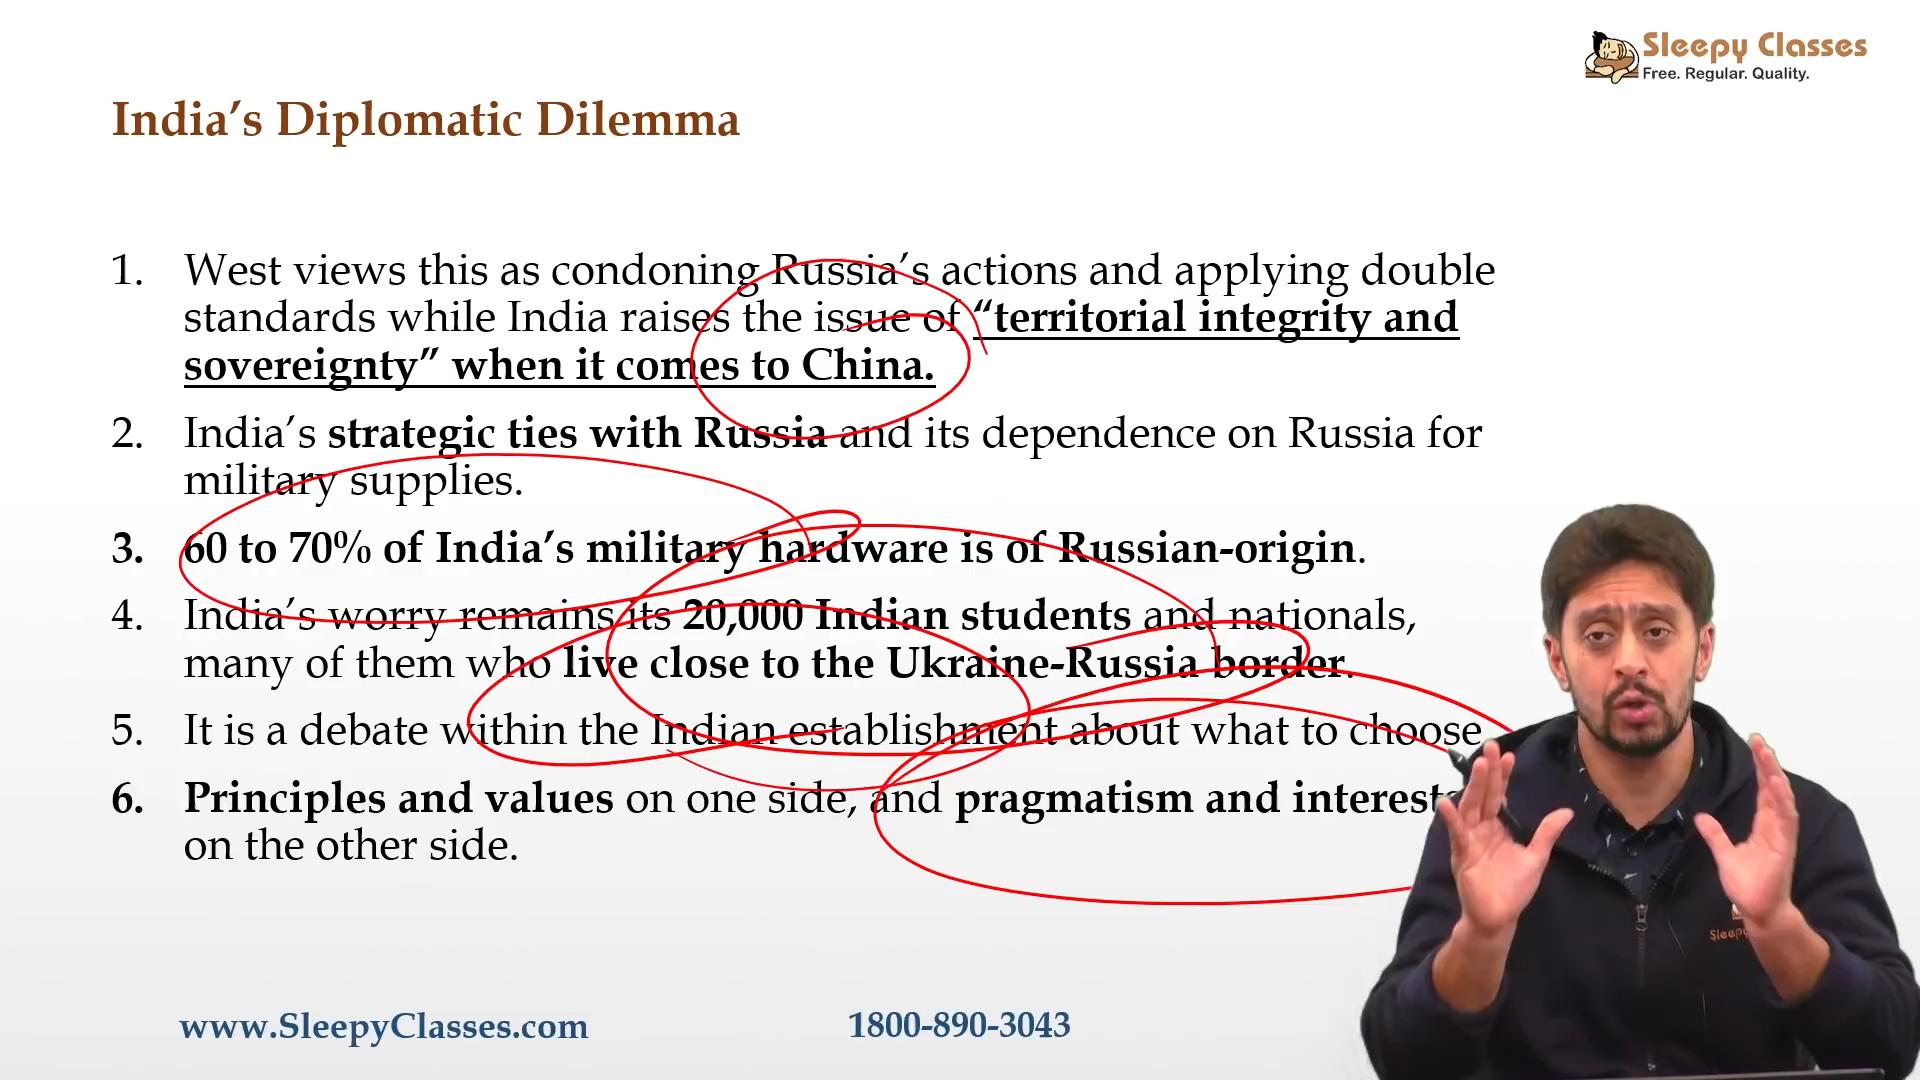 Sleepy Classes
Free. Regular. Quality.
India’s Diplomatic Dilemma
1. West views this as condoning Russia’s actions and applying double
standards while India raises the issue of “territorial integrity and
sovereignty” when it comes to China.
2. India’s strategic ties with Russia and its dependence on Russia for
military supplies.
3. 60 to 70% of India’s military hardware is of Russian-origin.
4. India’s worry remains its 20,000 Indian students and nationals,
many of them who live close to the Ukraine-Russia border.
5. It is a debate within the Indian establishment about what to choose
6. Principles and values on one side, and pragmatism and interests
on the other side.
Sleepy
www.SleepyClasses.com
1800-890-3043